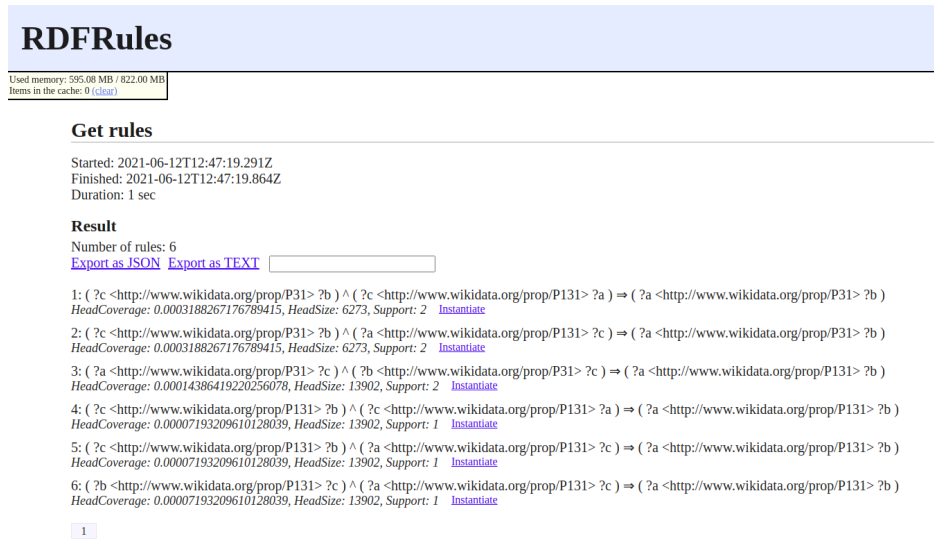 RDFRules
Used memory: 595.08 MB / 822.00 MB
Items in the cache: 0 (clear)
Get rules
Started: 2021-06-12T12:47:19.291Z
Finished: 2021-06-12T12:47:19.864Z
Duration: 1 sec
Result
Number of rules: 6
Export as JSON Export as TEXT
1: ( ?c <http://www.wikidata.org/prop/P31> ?b ) ^ ( ?c <http://www.wikidata.org/prop/P131> ?a ) ⇒ ( ?a <http://www.wikidata.org/prop/P31> ?b )
HeadCoverage: 0.0003188267176789415, HeadSize: 6273, Support: 2 Instantiate
2: ( ?c <http://www.wikidata.org/prop/P31> ?b ) ^ ( ?a <http://www.wikidata.org/prop/P131> ?c ) ⇒ ( ?a <http://www.wikidata.org/prop/P31> ?b )
HeadCoverage: 0.0003188267176789415, HeadSize: 6273, Support: 2 Instantiate
3: ( ?a <http://www.wikidata.org/prop/P31> ?c ) ^ ( ?b <http://www.wikidata.org/prop/P31> ?c ) ⇒ ( ?a <http://www.wikidata.org/prop/P131> ?b )
HeadCoverage: 0.00014386419220256078, HeadSize: 13902, Support: 2 Instantiate
4: ( ?c <http://www.wikidata.org/prop/P131> ?b ) ^ ( ?c <http://www.wikidata.org/prop/P131> ?a ) ⇒ ( ?a <http://www.wikidata.org/prop/P131> ?b )
HeadCoverage: 0.0000719320961012​8039, HeadSize: 13902, Support: 1 Instantiate
5: ( ?c <http://www.wikidata.org/prop/P131> ?b ) ^ ( ?a <http://www.wikidata.org/prop/P131> ?c ) ⇒ ( ?a <http://www.wikidata.org/prop/P131> ?b )
HeadCoverage: 0.00007193209610128039, HeadSize: 13902, Support: 1 Instantiate
6: ( ?b <http://www.wikidata.org/prop/P131> ?c ) ^ ( ?a <http://www.wikidata.org/prop/P131> ?c ) ⇒ ( ?a <http://www.wikidata.org/prop/P131> ?b )
HeadCoverage: 0.00007193209610128039, HeadSize: 13902, Support: 1 Instantiate
1